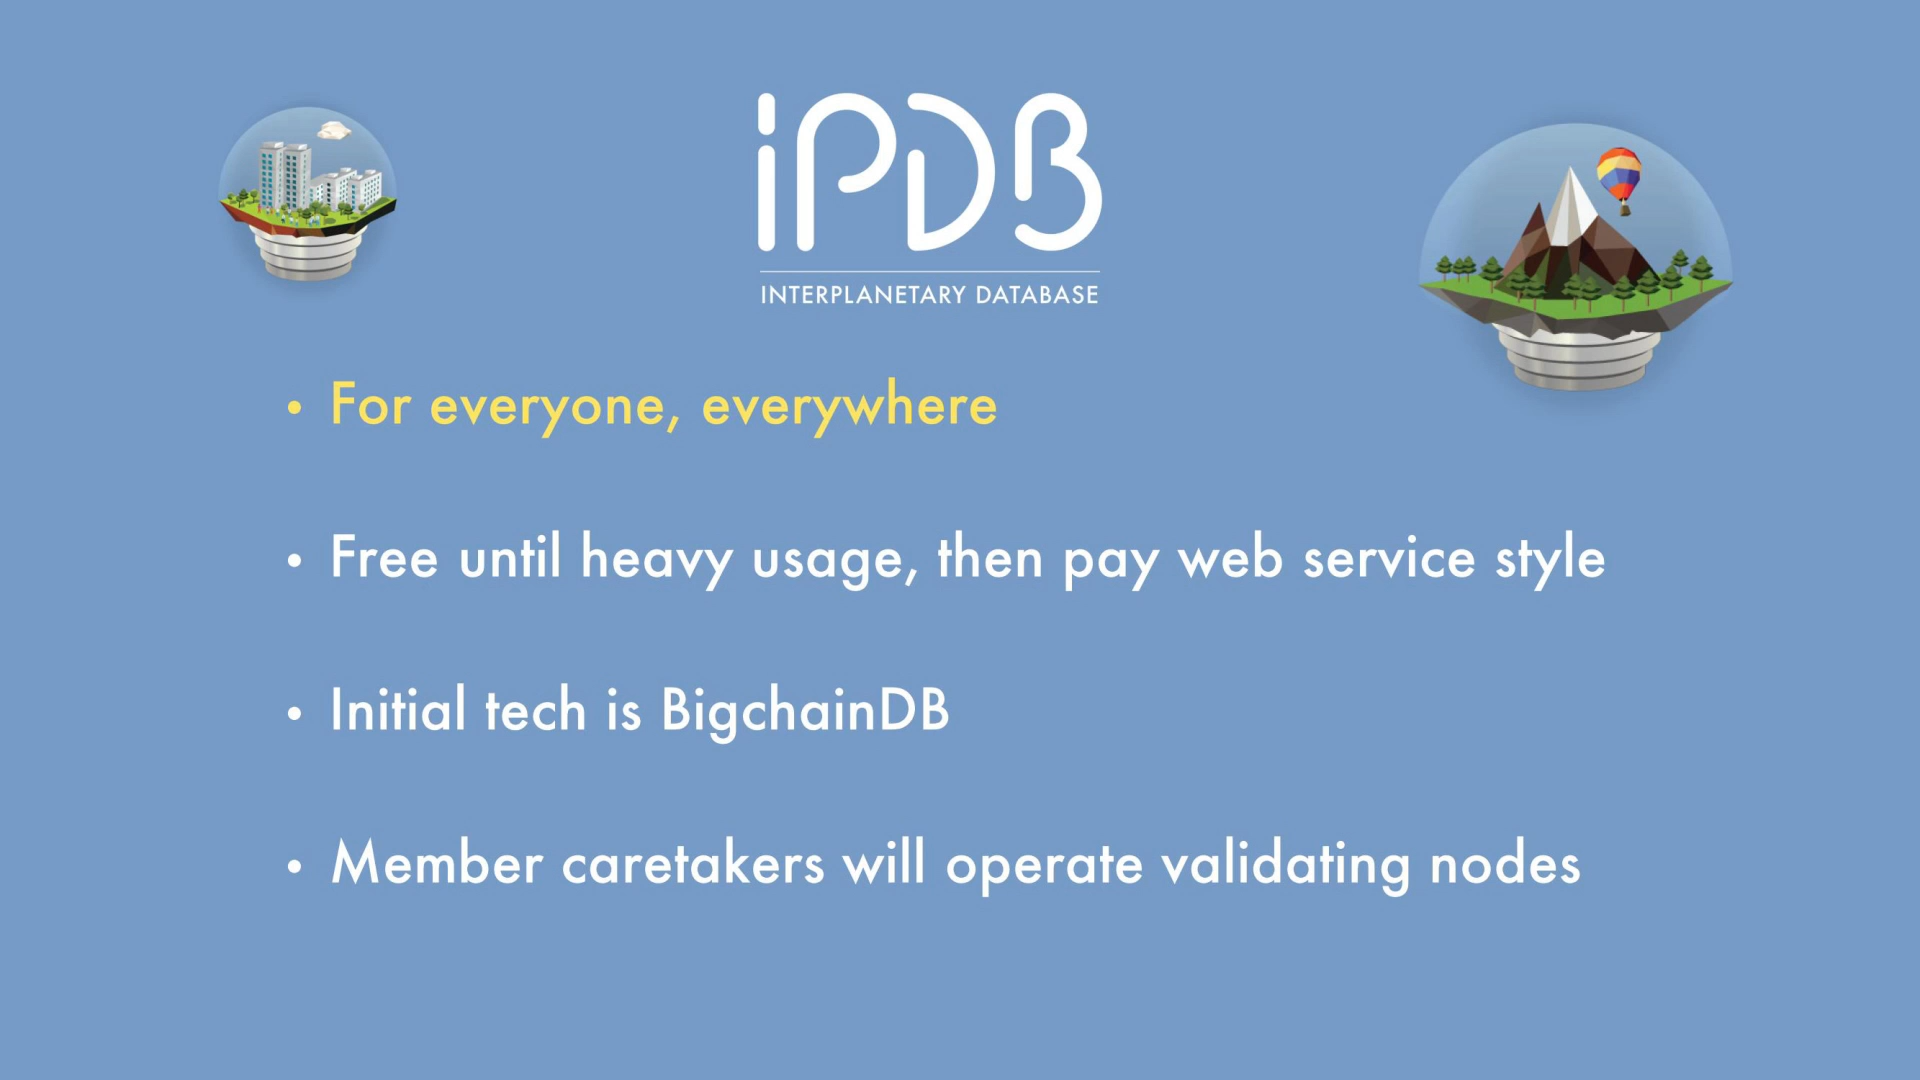 iPDB
INTERPLANETARY DATABASE
• For everyone, everywhere
• Free until heavy usage, then pay web service style
• Initial tech is BigchainDB
• Member caretakers will operate validating nodes